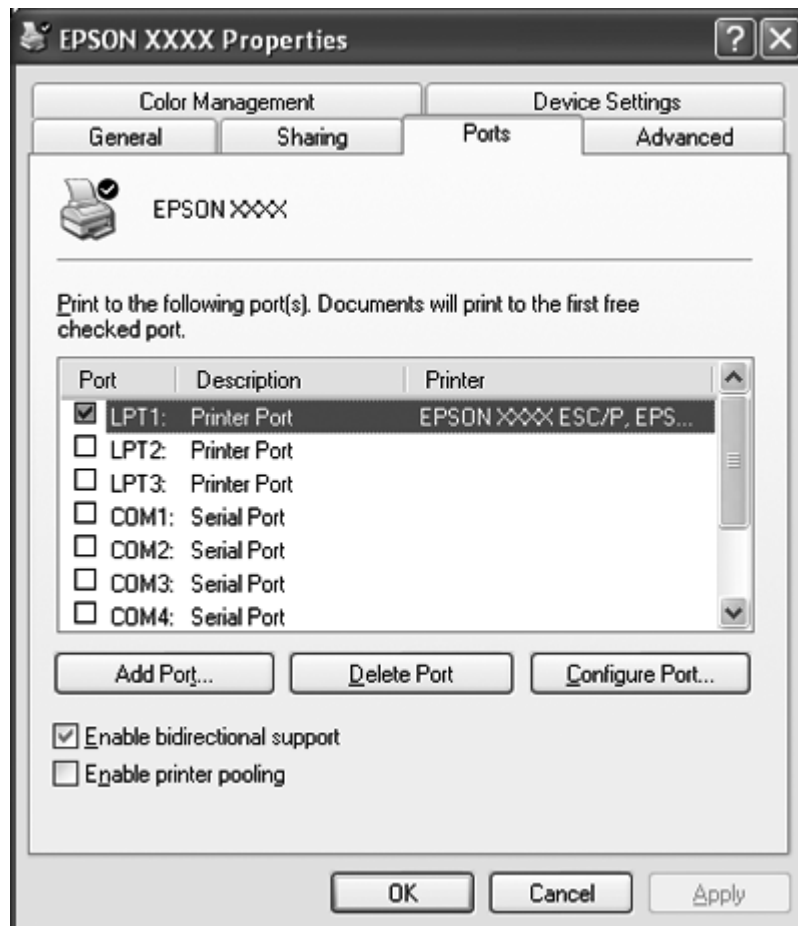 EPSON XXXX Properties
Color Management Device Settings
General Sharing Ports Advanced
EPSON XXXX
Print to the following port(s). Documents will print to the first free
checked port.
Port Description Printer
LPT1: Printer Port EPSON XXXX ESC/P, EPS...
LPT2: Printer Port
LPT3: Printer Port
COM1: Serial Port
COM2: Serial Port
COM3: Serial Port
COM4: Serial Port
Add Port... Delete Port Configure Port...
Enable bidirectional support
Enable printer pooling
OK Cancel Apply